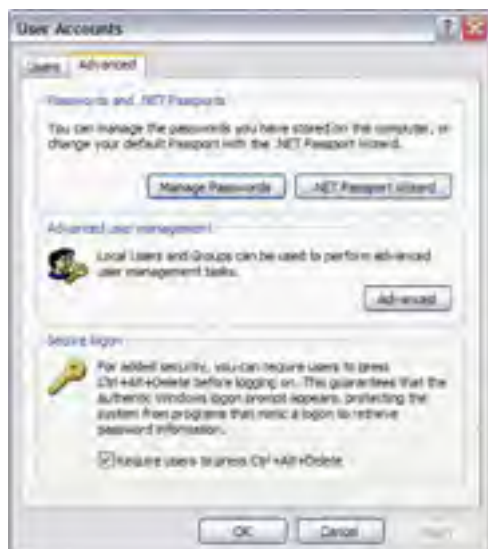 User Accounts
Users Advanced
Passwords and .NET Passports
You can manage the passwords you have stored on this computer, or
change your default Passport with the .NET Passport Wizard.
Manage Passwords .NET Passport Wizard
Advanced user management
Local Users and Groups can be used to perform advanced
user management tasks.
Advanced
Secure logon
For added security, you can require users to press
Ctrl+Alt+Delete before logging on. This guarantees that the
authentic Windows logon prompt appears, protecting the
system from programs that mimic a logon to retrieve
password information.
Require users to press Ctrl+Alt+Delete
OK Cancel Apply